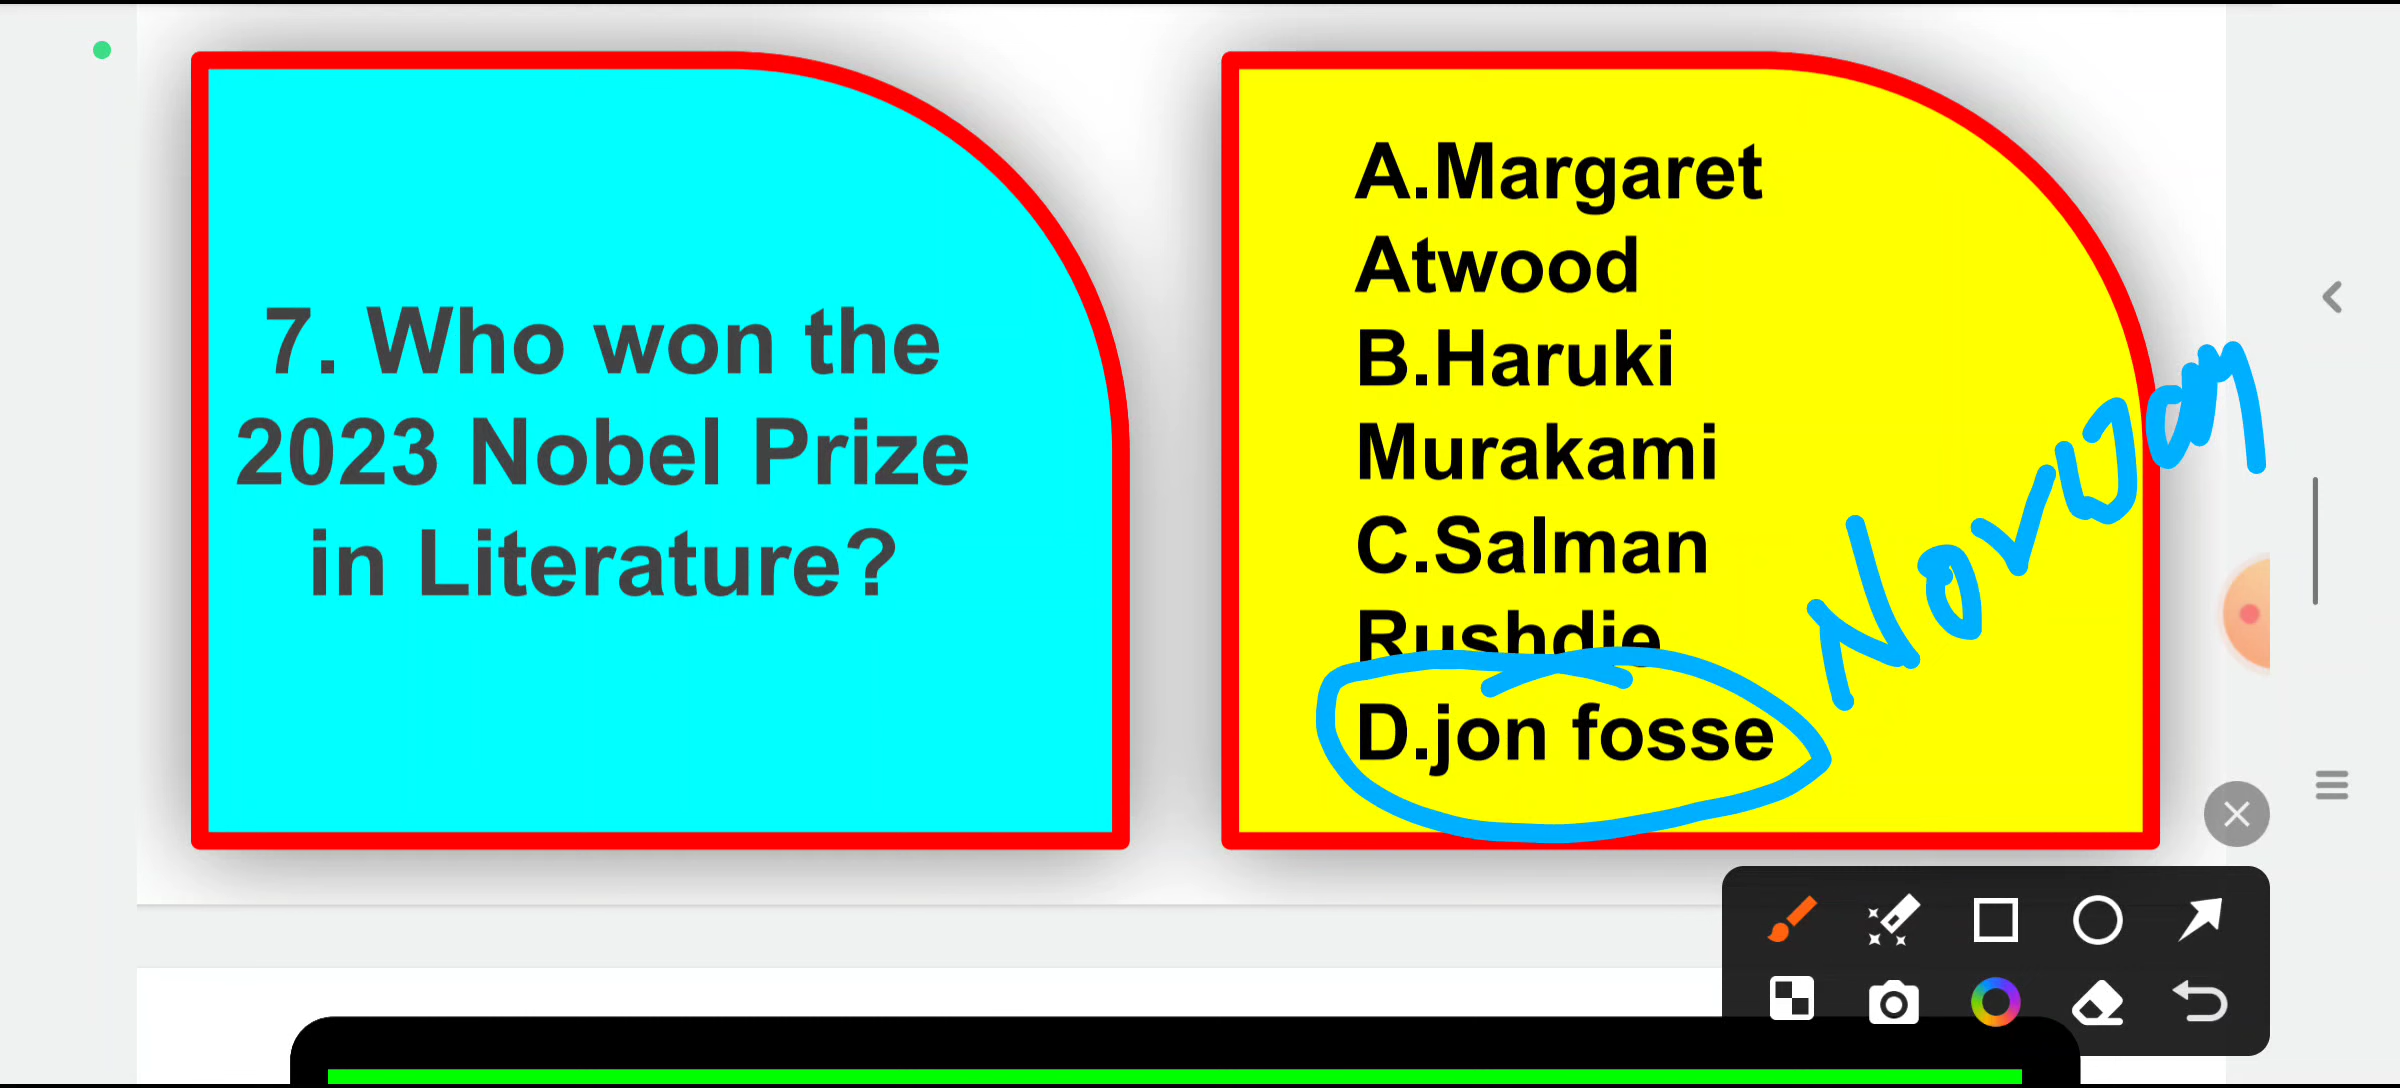 7. Who won the
2023 Nobel Prize
in Literature?
A.Margaret
Atwood
B.Haruki
Murakami
C.Salman
Rushdie
D.jon fosse
Norway